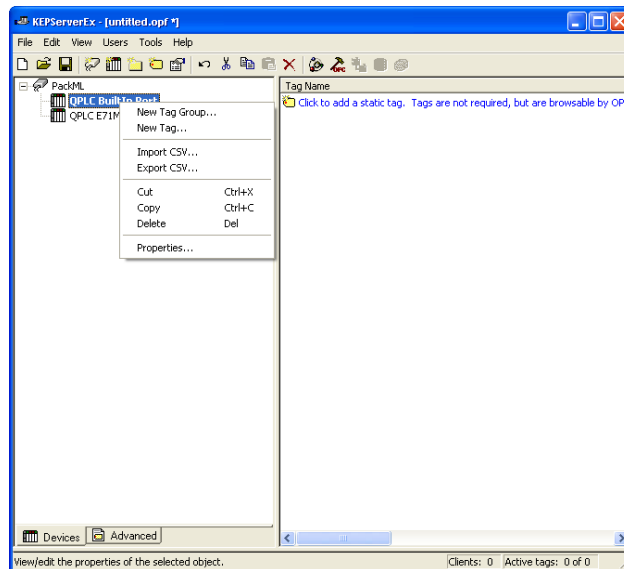 KEPServerEx - [untitled.opf *]
File Edit View Users Tools Help
PackML
QPLC BuiltIn Port
QPLC E71M
New Tag Group...
New Tag...
Import CSV...
Export CSV...
Cut Ctrl+X
Copy Ctrl+C
Delete Del
Properties...
Tag Name
Click to add a static tag. Tags are not required, but are browsable by OP
Devices Advanced
View/edit the properties of the selected object.
Clients: 0 Active tags: 0 of 0